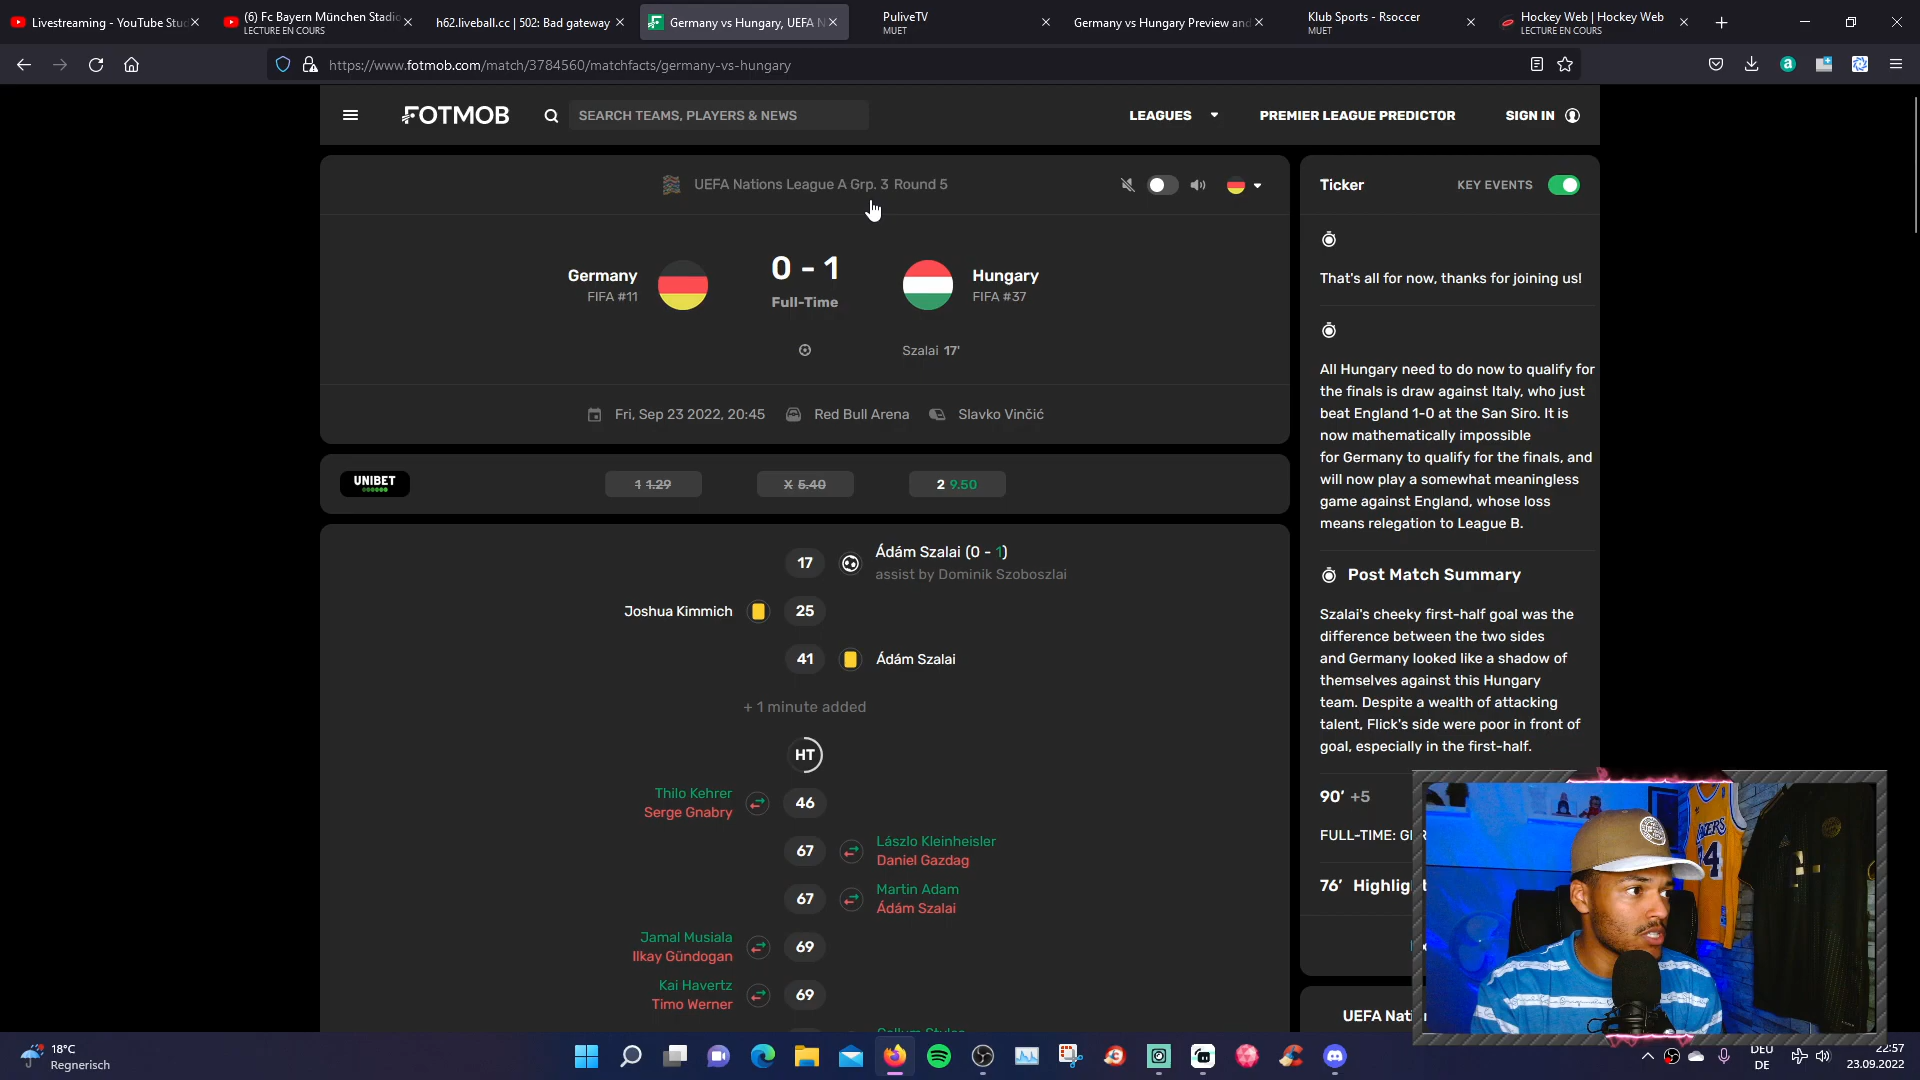 Livestreaming - YouTube Stu
(6) Fc Bayern München Stadio
LECTURE EN COURS
h62.liveball.cc | 502: Bad gateway
Germany vs Hungary, UEFA N
PuliveTV
MUET
Germany vs Hungary Preview and
Klub Sports - Rsoccer
MUET
Hockey Web | Hockey Web
LECTURE EN COURS
https://www.fotmob.com/match/3784560/matchfacts/germany-vs-hungary
FOTMOB
SEARCH TEAMS, PLAYERS & NEWS
LEAGUES
PREMIER LEAGUE PREDICTOR
SIGN IN
UEFA Nations League A Grp. 3 Round 5
Germany
FIFA #11
0 - 1
Full-Time
Hungary
FIFA #37
Szalai 17'
Fri, Sep 23 2022, 20:45
Red Bull Arena
Slavko Vinčić
UNIBET
1 1.29
X 5.40
2 9.50
17
Ádám Szalai (0 - 1)
assist by Dominik Szoboszlai
Joshua Kimmich
25
41
Ádám Szalai
+ 1 minute added
HT
Thilo Kehrer
Serge Gnabry
46
67
Lászlo Kleinheisler
Daniel Gazdag
67
Martin Adam
Ádám Szalai
Jamal Musiala
Ilkay Gündogan
69
Kai Havertz
Timo Werner
69
Ticker
KEY EVENTS
That's all for now, thanks for joining us!
All Hungary need to do now to qualify for
the finals is draw against Italy, who just
beat England 1-0 at the San Siro. It is
now mathematically impossible
for Germany to qualify for the finals, and
will now play a somewhat meaningless
game against England, whose loss
means relegation to League B.
Post Match Summary
Szalai's cheeky first-half goal was the
difference between the two sides
and Germany looked like a shadow of
themselves against this Hungary
team. Despite a wealth of attacking
talent, Flick's side were poor in front of
goal, especially in the first-half.
90' +5
FULL-TIME: GER
76' Highlight
UEFA Nati
18°C
Regnerisch
DEU
DE
22:57
23.09.2022